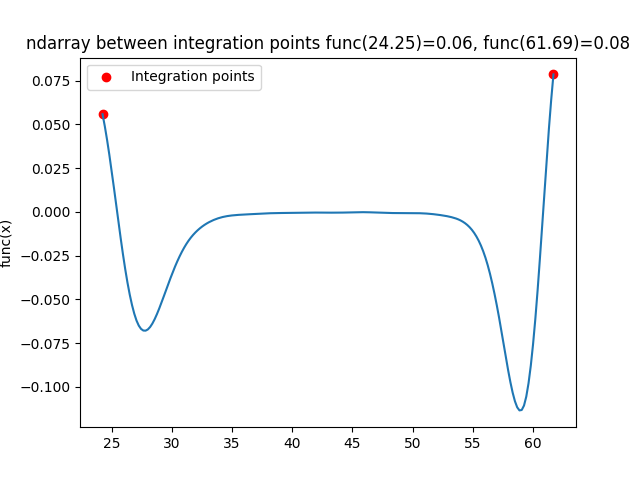 ndarray between integration points func(24.25)=0.06, func(61.69)=0.08
Integration points
func(x)
0.075
0.050
0.025
0.000
−0.025
−0.050
−0.075
−0.100
25 30 35 40 45 50 55 60